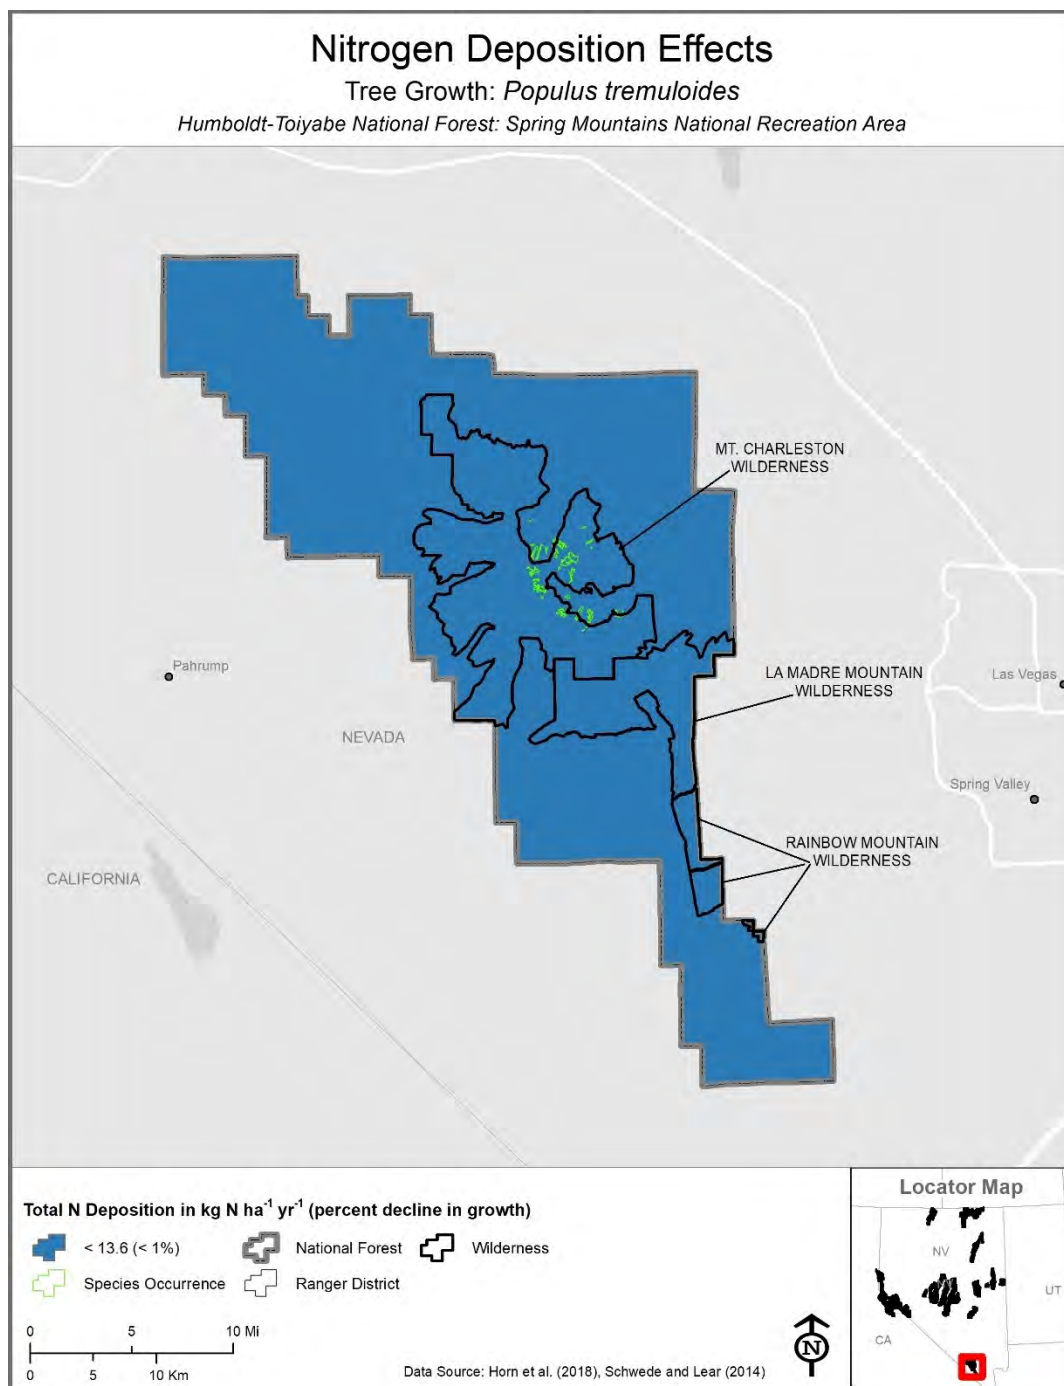 Nitrogen Deposition Effects
Tree Growth: Populus tremuloides
Humboldt-Toiyabe National Forest: Spring Mountains National Recreation Area
MT. CHARLESTON
WILDERNESS
LA MADRE MOUNTAIN
WILDERNESS
Pahrump
Las Vegas
NEVADA
Spring Valley
RAINBOW MOUNTAIN
WILDERNESS
CALIFORNIA
Total N Deposition in kg N ha⁻¹ yr⁻¹ (percent decline in growth)
< 13.6 (< 1%)
National Forest
Wilderness
Species Occurrence
Ranger District
0 5 10 Mi
0 5 10 Km
Data Source: Horn et al. (2018), Schwede and Lear (2014)
N
Locator Map
NV
UT
CA